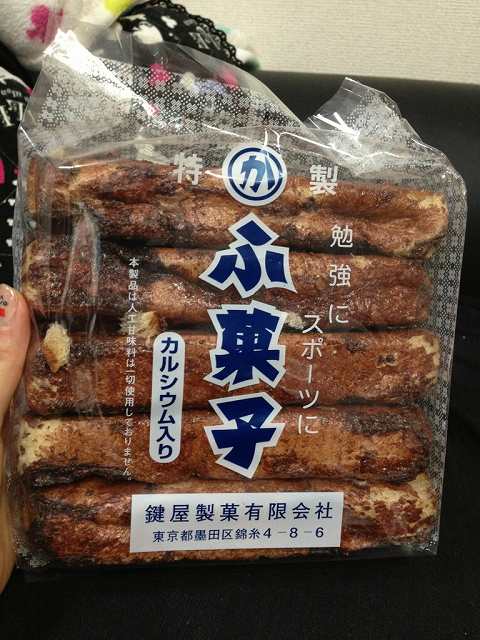 特 か 製
ふ菓子
勉強に
スポーツに
カルシウム入り
本製品は人工甘味料は一切使用しておりません。
鍵屋製菓有限会社
東京都墨田区錦糸4-8-6